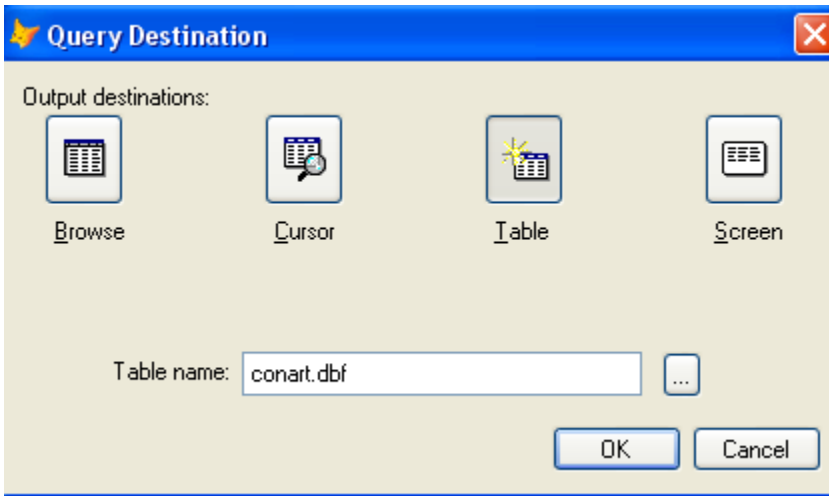 Query Destination
Output destinations:
Browse Cursor Table Screen
Table name: conart.dbf ...
OK Cancel